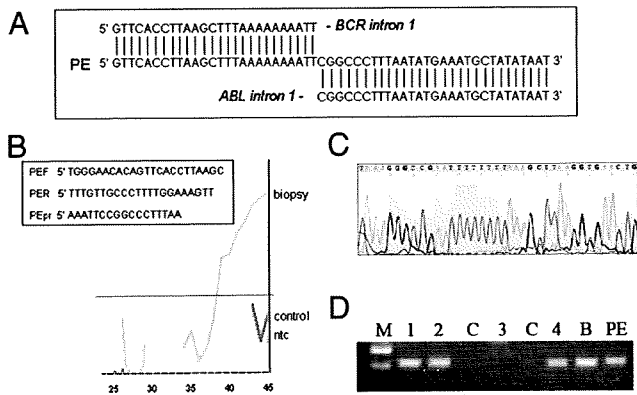 A
5' GTTCACCTTAAGCTTTAAAAAAAATT - BCR intron 1
PE 5' GTTCACCTTAAGCTTTAAAAAAAATTCGGCCCTTTAATATGAAATGCTATATAAT 3'
ABL intron 1 - CGGCCCTTTAATATGAAATGCTATATAAT 3'
B
PEF 5' TGGGAACACAGTTCACCTTAAGC
PER 5' TTTGTTGCCCTTTTGGAAAGTT
PEpr 5' AAATTCCGGCCCTTTAA
biopsy
control
ntc
25 30 35 40 45
C
D
M 1 2 C 3 C 4 B PE